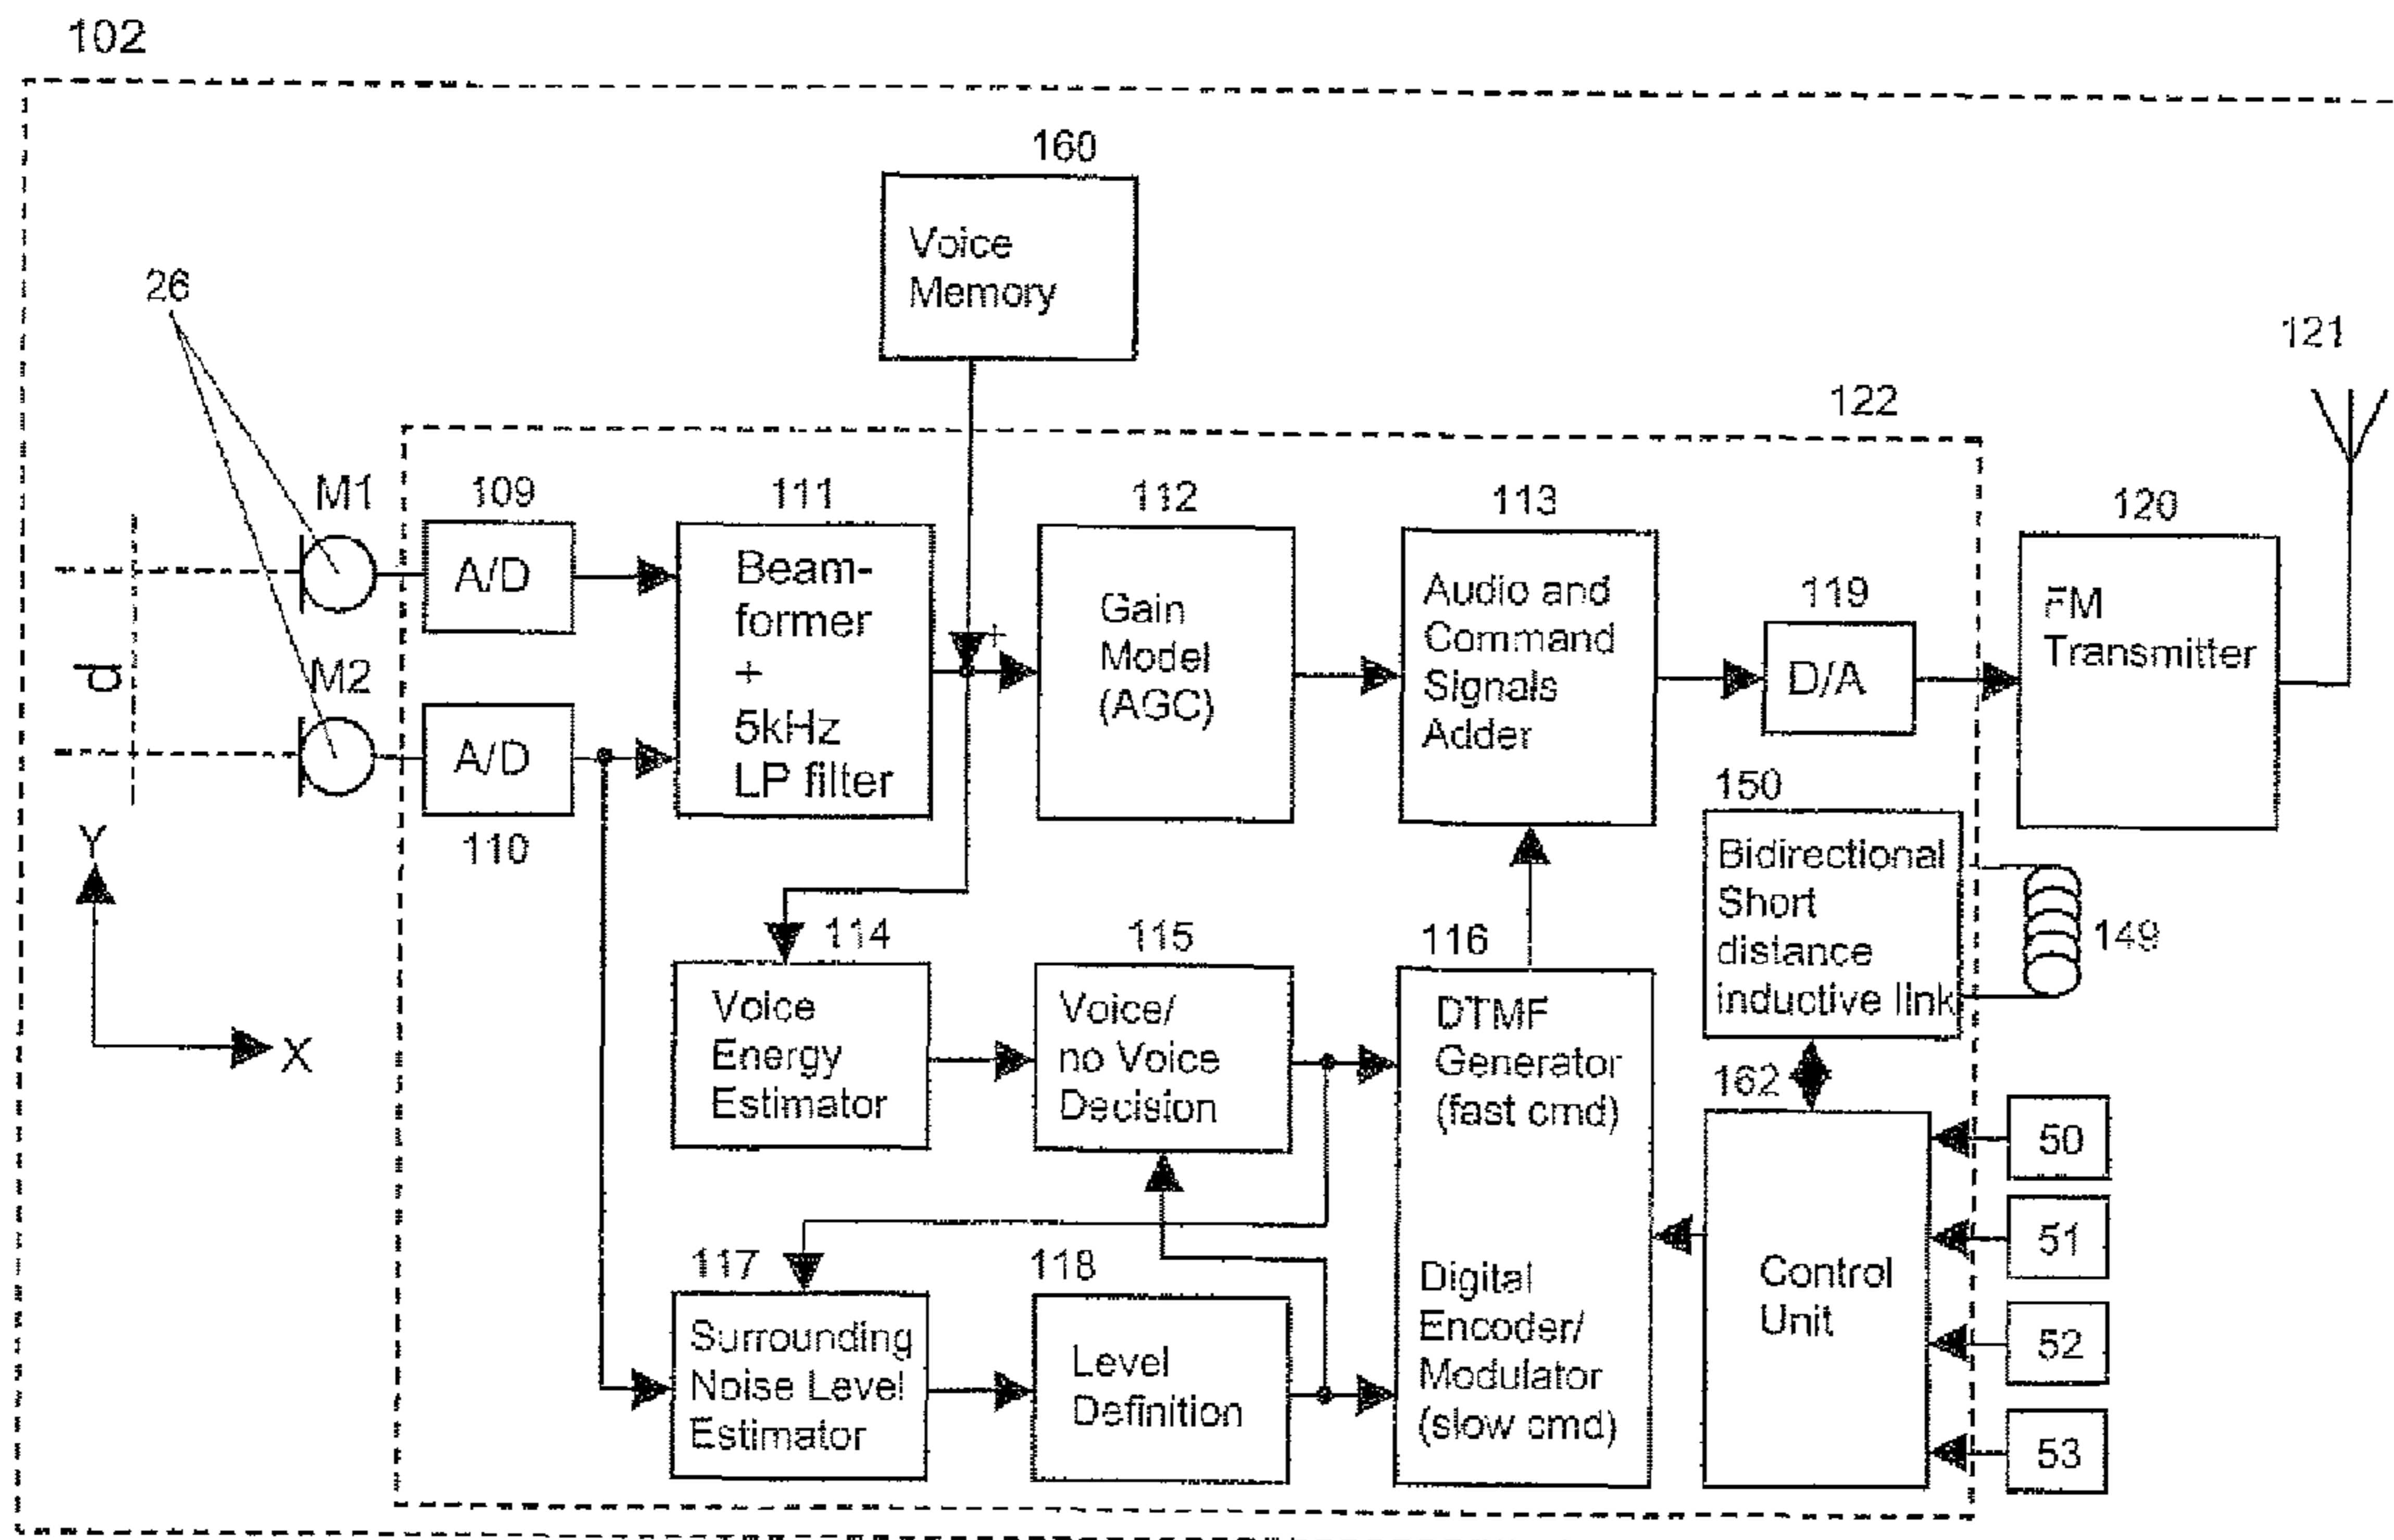 102
160
Voice
Memory
26
121
122
M1
109
111
112
113
120
A/D
Beam-
former
+
5kHz
LP filter
+
Gain
Model
(AGC)
Audio and
Command
Signals
Adder
119
D/A
FM
Transmitter
d
M2
A/D
110
150
Bidirectional
Short
distance
inductive link
149
Y
X
114
115
116
Voice
Energy
Estimator
Voice/
no Voice
Decision
DTMF
Generator
(fast cmd)
162
50
51
52
53
117
118
Surrounding
Noise Level
Estimator
Level
Definition
Digital
Encoder/
Modulator
(slow cmd)
Control
Unit